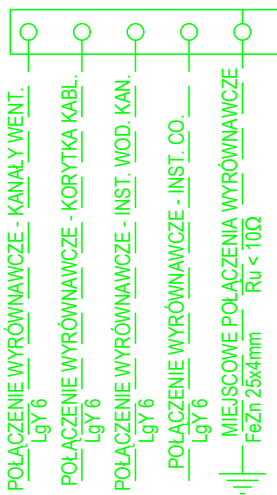 POŁĄCZENIE WYRÓWNAWCZE - KANAŁY WENT.
LgY 6
POŁĄCZENIE WYRÓWNAWCZE - KORYTKA KABL.
LgY 6
POŁĄCZENIE WYRÓWNAWCZE - INST. WOD. KAN.
LgY 6
POŁĄCZENIE WYRÓWNAWCZE - INST. CO.
LgY 6
MIEJSCOWE POŁĄCZENIA WYRÓWNAWCZE
FeZn 25x4mm Ru < 10Ω